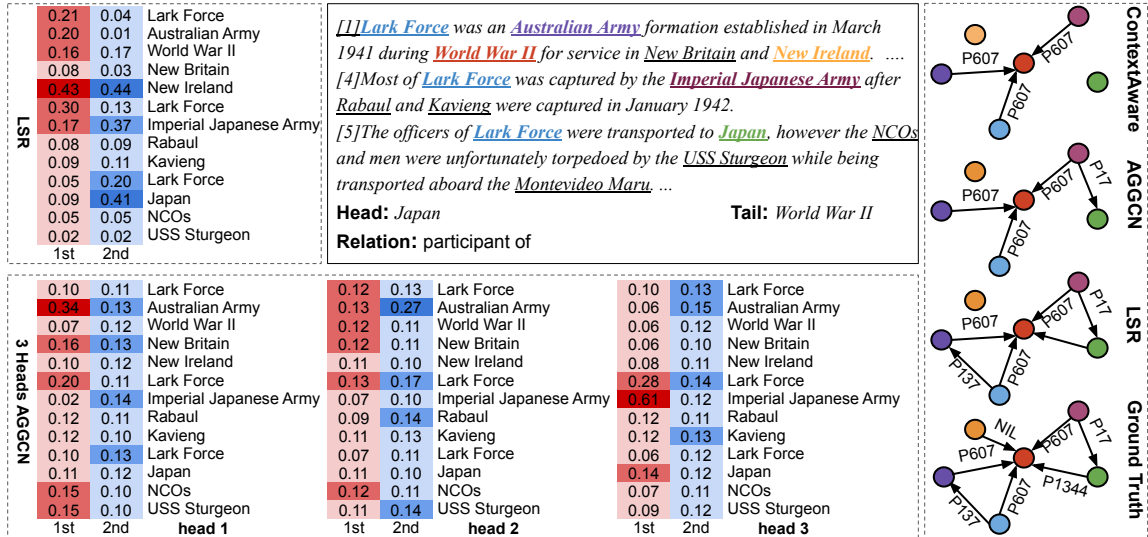 LSR
0.21 0.04 Lark Force
0.20 0.01 Australian Army
0.16 0.17 World War II
0.08 0.03 New Britain
0.43 0.44 New Ireland
0.30 0.13 Lark Force
0.17 0.37 Imperial Japanese Army
0.08 0.09 Rabaul
0.09 0.11 Kavieng
0.05 0.20 Lark Force
0.09 0.41 Japan
0.05 0.05 NCOs
0.02 0.02 USS Sturgeon
1st 2nd
[1]Lark Force was an Australian Army formation established in March
1941 during World War II for service in New Britain and New Ireland. ....
[4]Most of Lark Force was captured by the Imperial Japanese Army after
Rabaul and Kavieng were captured in January 1942.
[5]The officers of Lark Force were transported to Japan, however the NCOs
and men were unfortunately torpedoed by the USS Sturgeon while being
transported aboard the Montevideo Maru. ...
Head: Japan Tail: World War II
Relation: participant of
3 Heads AGGCN
0.10 0.11 Lark Force
0.34 0.13 Australian Army
0.07 0.12 World War II
0.16 0.13 New Britain
0.10 0.12 New Ireland
0.20 0.11 Lark Force
0.02 0.14 Imperial Japanese Army
0.12 0.11 Rabaul
0.12 0.10 Kavieng
0.10 0.13 Lark Force
0.11 0.12 Japan
0.15 0.10 NCOs
0.15 0.10 USS Sturgeon
1st 2nd head 1
0.12 0.13 Lark Force
0.13 0.27 Australian Army
0.12 0.11 World War II
0.12 0.11 New Britain
0.11 0.10 New Ireland
0.13 0.17 Lark Force
0.07 0.10 Imperial Japanese Army
0.09 0.14 Rabaul
0.11 0.13 Kavieng
0.07 0.11 Lark Force
0.11 0.10 Japan
0.12 0.11 NCOs
0.11 0.14 USS Sturgeon
1st 2nd head 2
0.10 0.13 Lark Force
0.06 0.15 Australian Army
0.06 0.12 World War II
0.06 0.10 New Britain
0.08 0.11 New Ireland
0.28 0.14 Lark Force
0.61 0.12 Imperial Japanese Army
0.12 0.11 Rabaul
0.12 0.13 Kavieng
0.06 0.12 Lark Force
0.14 0.12 Japan
0.07 0.11 NCOs
0.09 0.12 USS Sturgeon
1st 2nd head 3
ContextAware
P607
P607
P607
AGGCN
P607
P607
P17
P607
LSR
P607
P607
P17
P137
P607
Ground Truth
NIL
P607
P607
P17
P1344
P137
P607